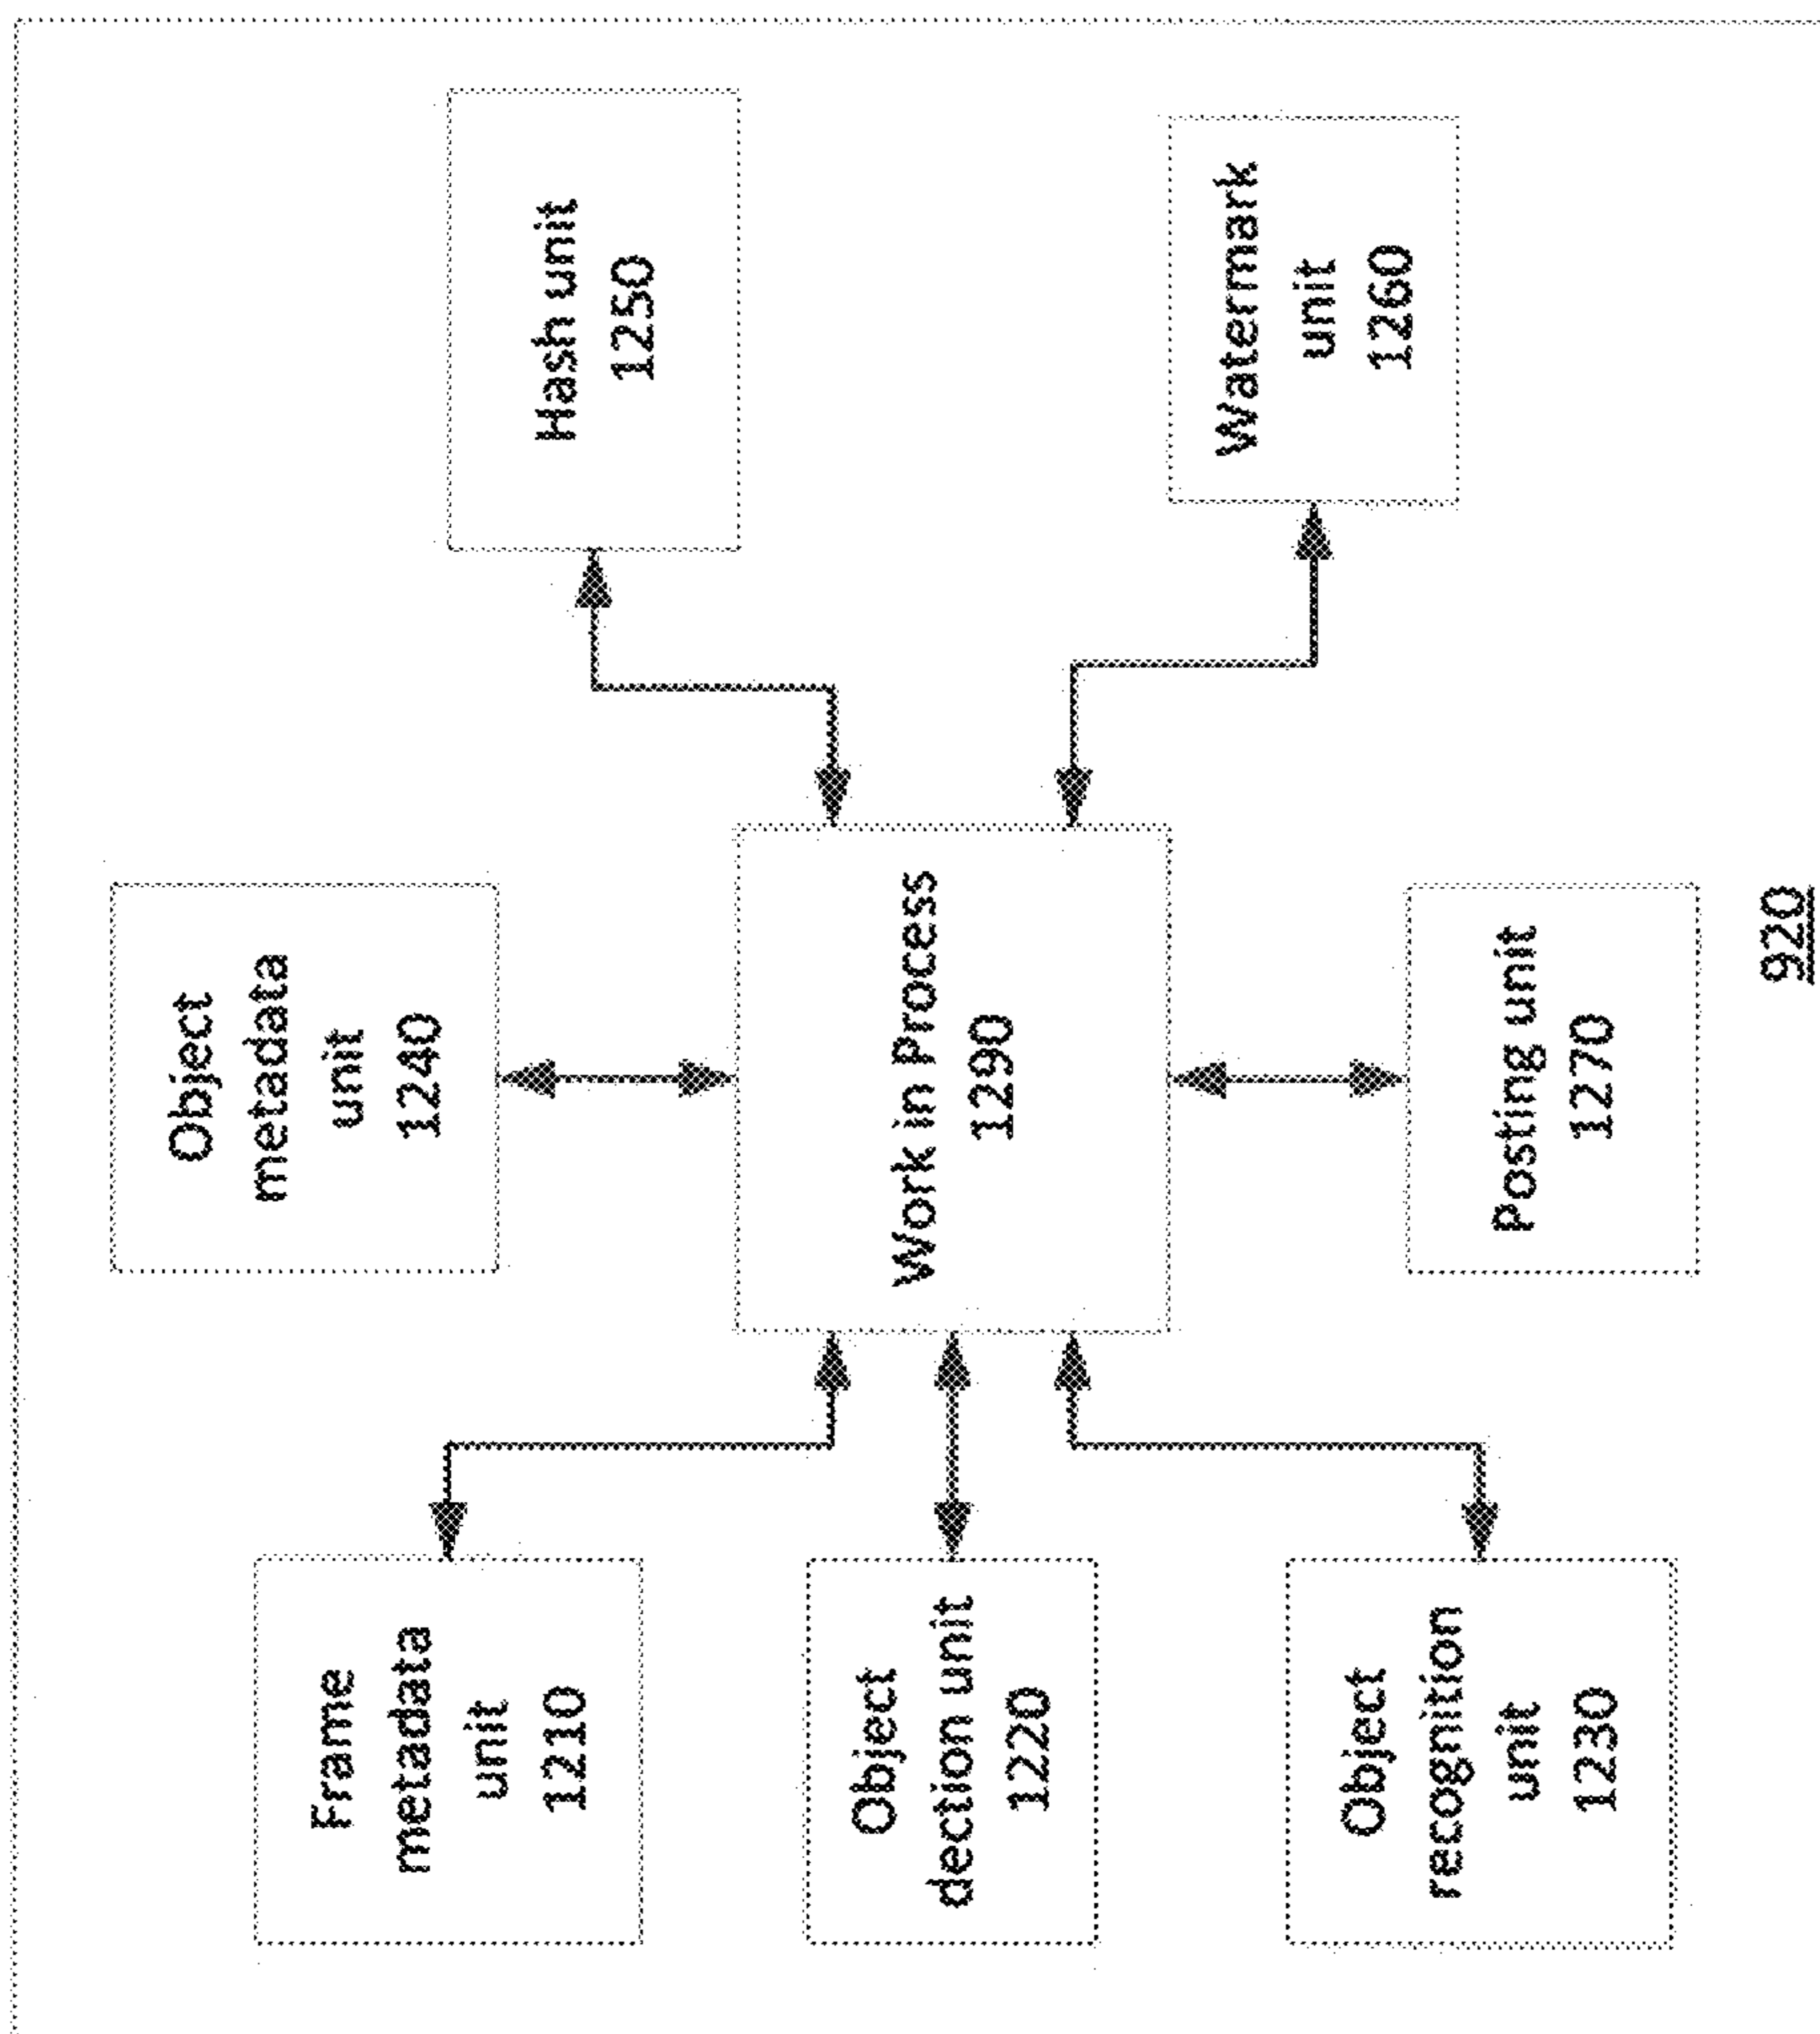 Frame
metadata
unit
1210
Object
dection unit
1220
Object
recognition
unit
1230
Object
metadata
unit
1240
Work in Process
1290
Posting unit
1270
Hash unit
1250
Watermark
unit
1260
920